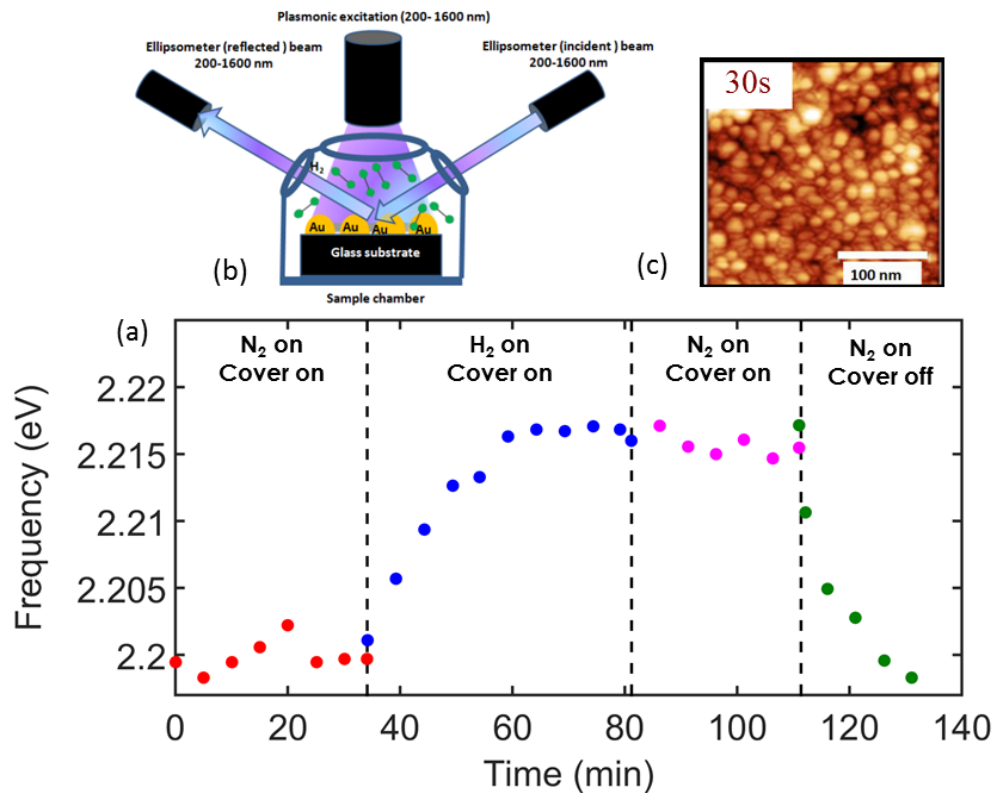 Plasmonic excitation (200- 1600 nm)
Ellipsometer (reflected ) beam
200-1600 nm
Ellipsometer (incident ) beam
200-1600 nm
H2
Au Au Au Au
Glass substrate
Sample chamber
(b)
(c)
30s
100 nm
(a)
N2 on
Cover on
H2 on
Cover on
N2 on
Cover on
N2 on
Cover off
2.22
2.215
2.21
2.205
2.2
Frequency (eV)
0 20 40 60 80 100 120 140
Time (min)